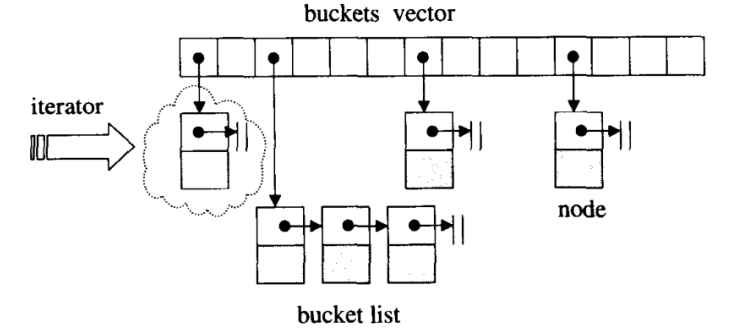 buckets vector
iterator
node
bucket list